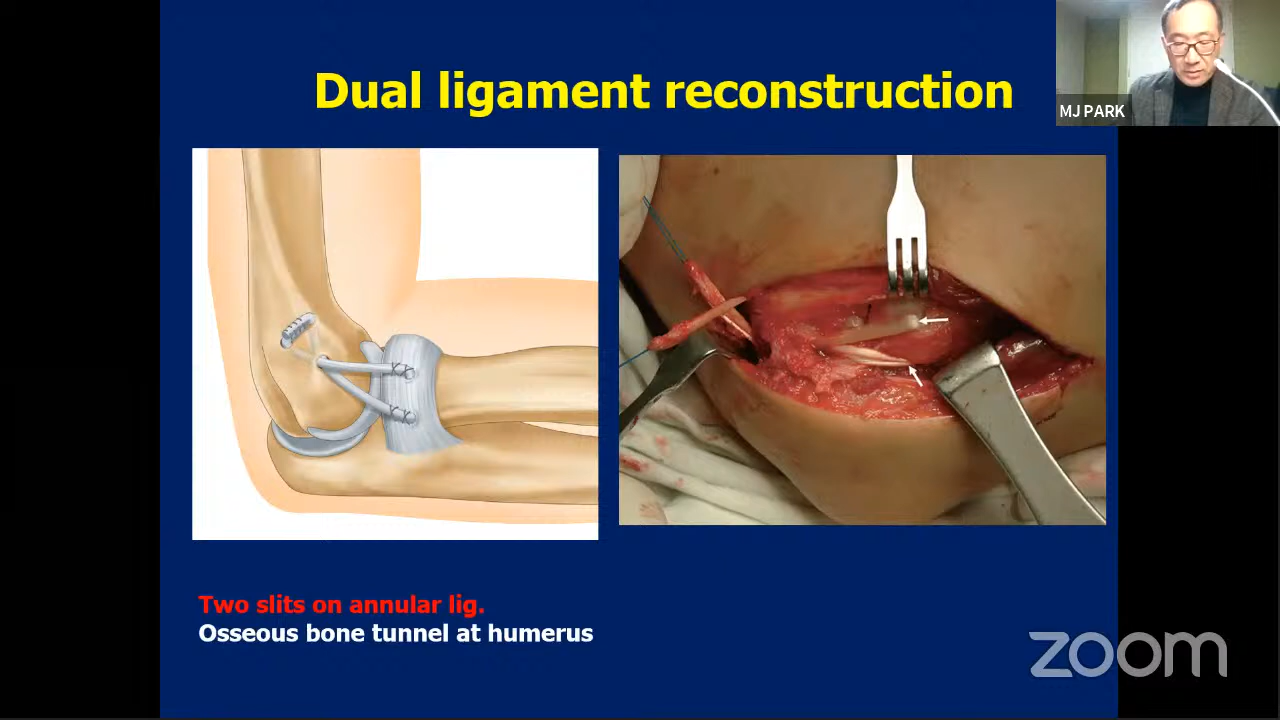 Dual ligament reconstruction
MJ PARK
Two slits on annular lig.
Osseous bone tunnel at humerus
zoom